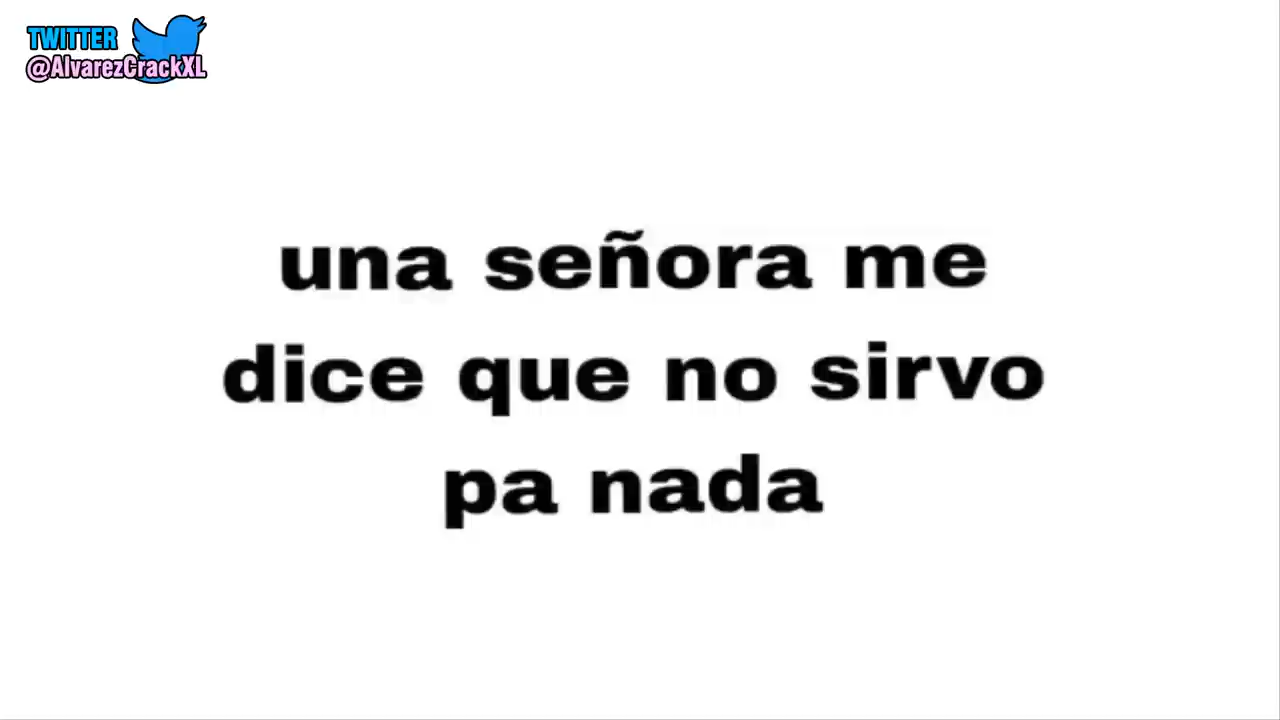 TWITTER
@AlvarezCrackXL
una señora me
dice que no sirvo
pa nada